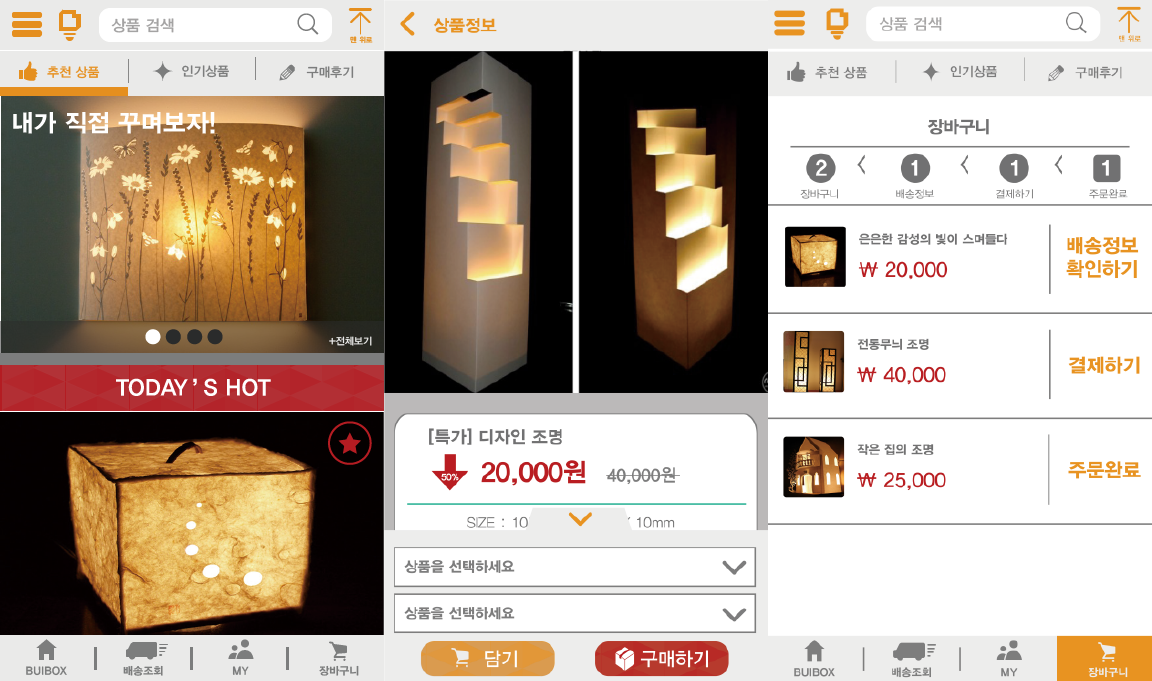 상품 검색
맨 위로
추천 상품
인기상품
구매후기
내가 직접 꾸며보자!
+전체보기
TODAY'S HOT
BUIBOX
배송조회
MY
장바구니
상품정보
[특가] 디자인 조명
50%
20,000원
40,000원
SIZE : 10
/ 10mm
상품을 선택하세요
상품을 선택하세요
담기
구매하기
상품 검색
맨 위로
추천 상품
인기상품
구매후기
장바구니
2
1
1
1
장바구니
배송정보
결제하기
주문완료
은은한 감성의 빛이 스며들다
₩ 20,000
배송정보
확인하기
전통무늬 조명
₩ 40,000
결제하기
작은 집의 조명
₩ 25,000
주문완료
BUIBOX
배송조회
MY
장바구니